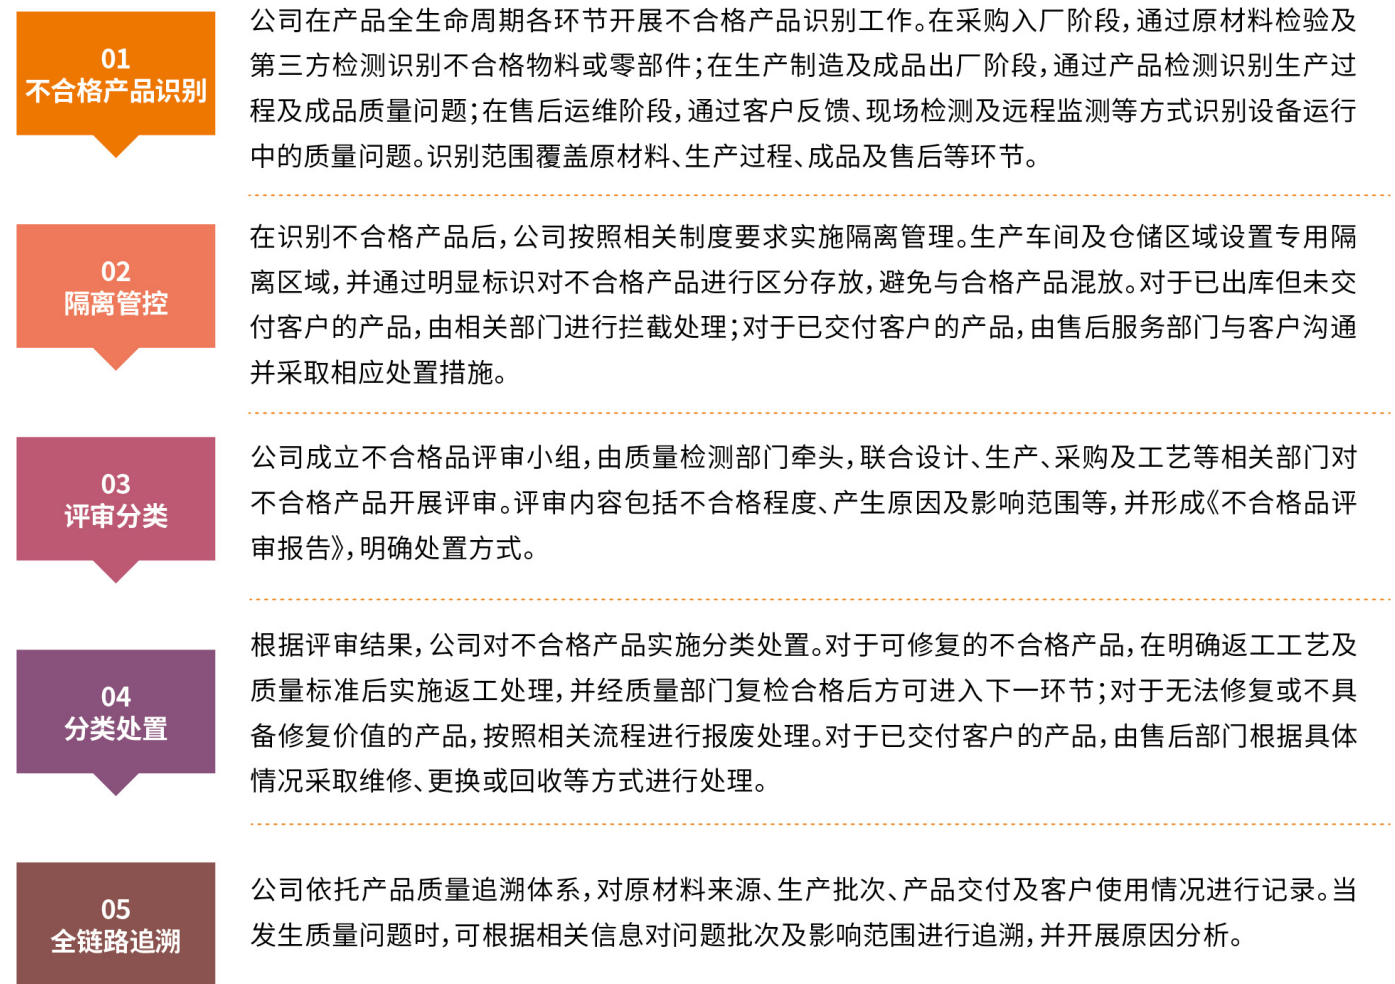 01
不合格产品识别
公司在产品全生命周期各环节开展不合格产品识别工作。在采购入厂阶段，通过原材料检验及
第三方检测识别不合格物料或零部件；在生产制造及成品出厂阶段，通过产品检测识别生产过
程及成品质量问题；在售后运维阶段，通过客户反馈、现场检测及远程监测等方式识别设备运行
中的质量问题。识别范围覆盖原材料、生产过程、成品及售后等环节。
02
隔离管控
在识别不合格产品后，公司按照相关制度要求实施隔离管理。生产车间及仓储区域设置专用隔
离区域，并通过明显标识对不合格产品进行区分存放，避免与合格产品混放。对于已出库但未交
付客户的产品，由相关部门进行拦截处理；对于已交付客户的产品，由售后服务部门与客户沟通
并采取相应处置措施。
03
评审分类
公司成立不合格品评审小组，由质量检测部门牵头，联合设计、生产、采购及工艺等相关部门对
不合格产品开展评审。评审内容包括不合格程度、产生原因及影响范围等，并形成《不合格品评
审报告》，明确处置方式。
04
分类处置
根据评审结果，公司对不合格产品实施分类处置。对于可修复的不合格产品，在明确返工工艺及
质量标准后实施返工处理，并经质量部门复检合格后方可进入下一环节；对于无法修复或不具
备修复价值的产品，按照相关流程进行报废处理。对于已交付客户的产品，由售后部门根据具体
情况采取维修、更换或回收等方式进行处理。
05
全链路追溯
公司依托产品质量追溯体系，对原材料来源、生产批次、产品交付及客户使用情况进行记录。当
发生质量问题时，可根据相关信息对问题批次及影响范围进行追溯，并开展原因分析。